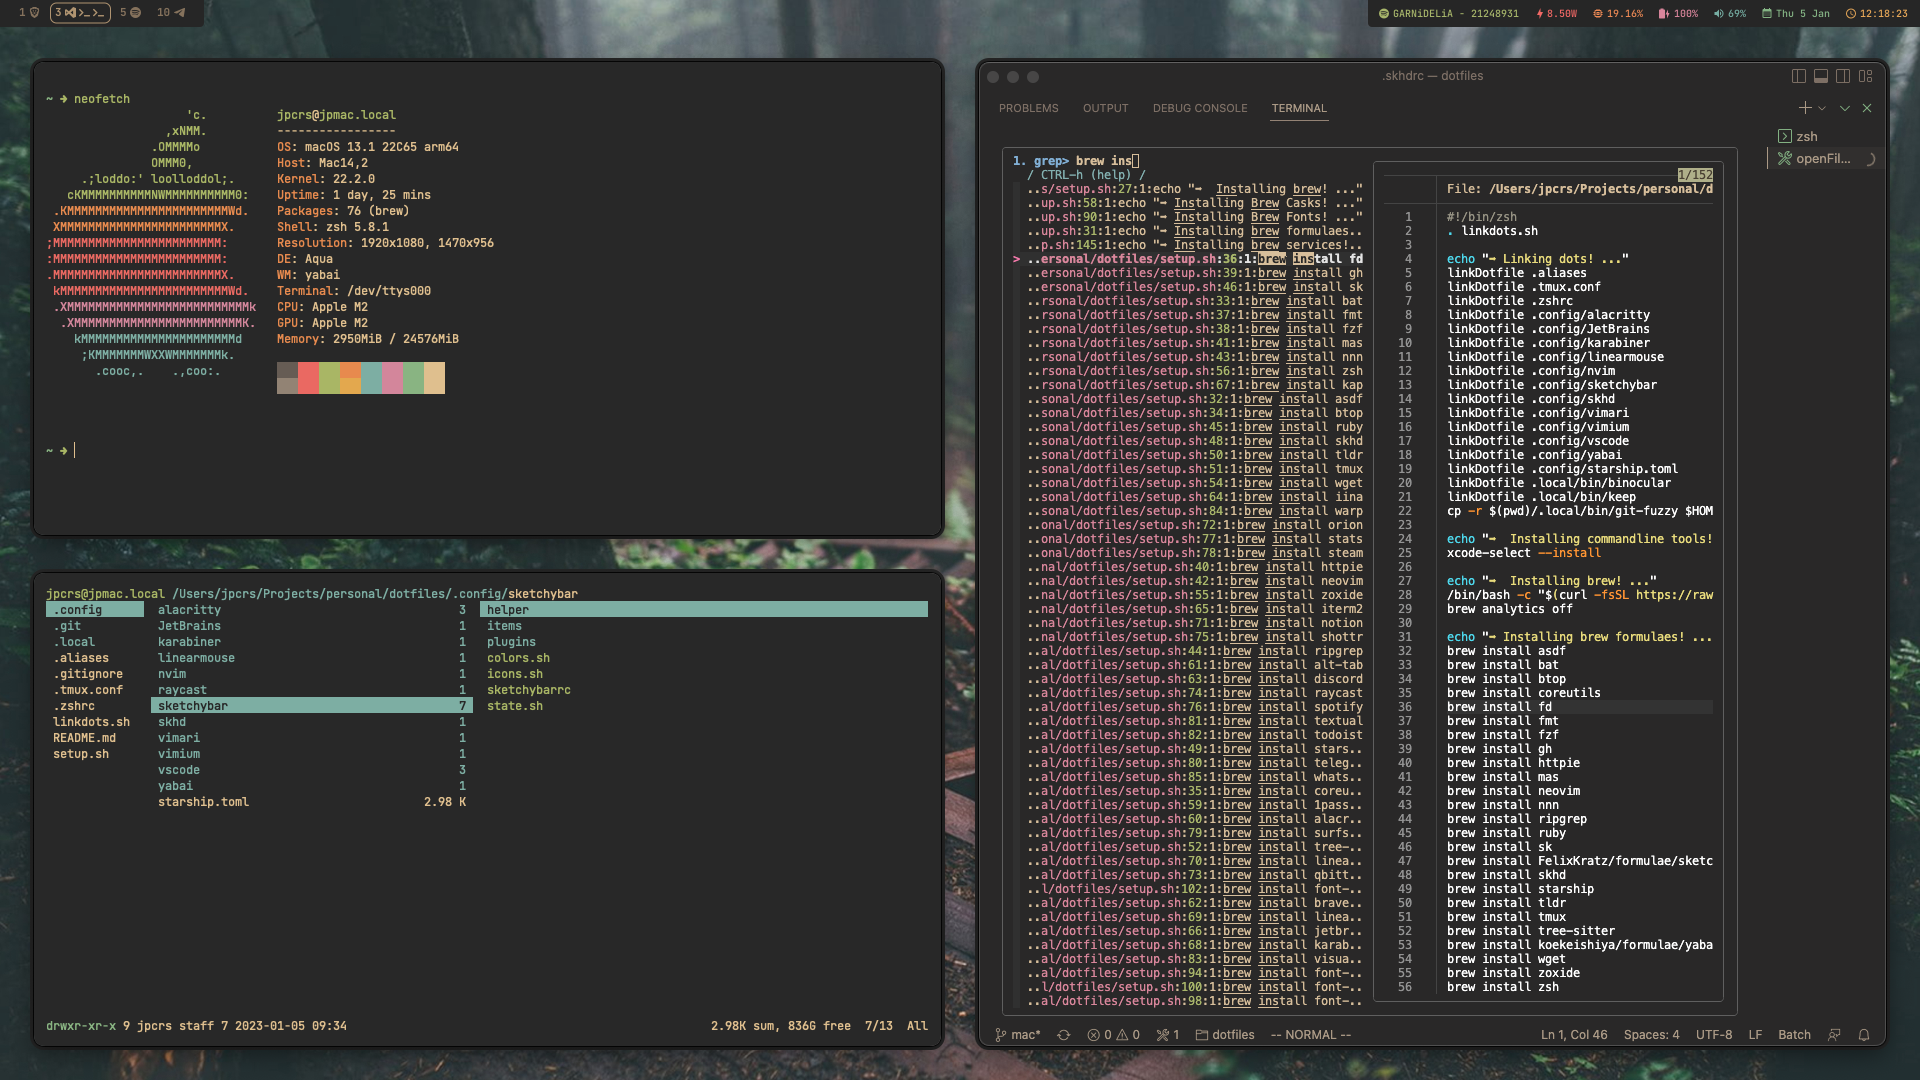 1 3 5 10
GARNiDELiA - 21248931 8.50W 19.16% 100% 69% Thu 5 Jan 12:18:23
~ ➜ neofetch
'c.
,xNMM.
.OMMMMo
OMMM0,
.;loddo:' loolloddol;.
cKMMMMMMMMMMNWMMMMMMMMMM0:
.KMMMMMMMMMMMMMMMMMMMMMMMWd.
XMMMMMMMMMMMMMMMMMMMMMMMX.
;MMMMMMMMMMMMMMMMMMMMMMMM:
:MMMMMMMMMMMMMMMMMMMMMMMM:
.MMMMMMMMMMMMMMMMMMMMMMMMX.
kMMMMMMMMMMMMMMMMMMMMMMMMWd.
.XMMMMMMMMMMMMMMMMMMMMMMMMMMk
.XMMMMMMMMMMMMMMMMMMMMMMMMK.
kMMMMMMMMMMMMMMMMMMMMMMd
;KMMMMMMMWXXWMMMMMMMk.
.cooc,. .,coo:.
jpcrs@jpmac.local
-----------------
OS: macOS 13.1 22C65 arm64
Host: Mac14,2
Kernel: 22.2.0
Uptime: 1 day, 25 mins
Packages: 76 (brew)
Shell: zsh 5.8.1
Resolution: 1920x1080, 1470x956
DE: Aqua
WM: yabai
Terminal: /dev/ttys000
CPU: Apple M2
GPU: Apple M2
Memory: 2950MiB / 24576MiB
~ ➜
jpcrs@jpmac.local /Users/jpcrs/Projects/personal/dotfiles/.config/sketchybar
.config
.git
.local
.aliases
.gitignore
.tmux.conf
.zshrc
linkdots.sh
README.md
setup.sh
alacritty 3
JetBrains 1
karabiner 1
linearmouse 1
nvim 1
raycast 1
sketchybar 7
skhd 1
vimari 1
vimium 1
vscode 3
yabai 1
starship.toml 2.98 K
helper
items
plugins
colors.sh
icons.sh
sketchybarrc
state.sh
drwxr-xr-x 9 jpcrs staff 7 2023-01-05 09:34 2.98K sum, 836G free 7/13 All
.skhdrc — dotfiles
PROBLEMS OUTPUT DEBUG CONSOLE TERMINAL
zsh
openFil...
1. grep> brew ins
/ CTRL-h (help) /
..s/setup.sh:27:1:echo "➟  Installing brew! ..."
..up.sh:58:1:echo "➟ Installing Brew Casks! ..."
..up.sh:90:1:echo "➟ Installing Brew Fonts! ..."
..up.sh:31:1:echo "➟ Installing brew formulaes..
..p.sh:145:1:echo "➟ Installing brew services!..
> ..ersonal/dotfiles/setup.sh:36:1:brew install fd
..ersonal/dotfiles/setup.sh:39:1:brew install gh
..ersonal/dotfiles/setup.sh:46:1:brew install sk
..rsonal/dotfiles/setup.sh:33:1:brew install bat
..rsonal/dotfiles/setup.sh:37:1:brew install fmt
..rsonal/dotfiles/setup.sh:38:1:brew install fzf
..rsonal/dotfiles/setup.sh:41:1:brew install mas
..rsonal/dotfiles/setup.sh:43:1:brew install nnn
..rsonal/dotfiles/setup.sh:56:1:brew install zsh
..rsonal/dotfiles/setup.sh:67:1:brew install kap
..sonal/dotfiles/setup.sh:32:1:brew install asdf
..sonal/dotfiles/setup.sh:34:1:brew install btop
..sonal/dotfiles/setup.sh:45:1:brew install ruby
..sonal/dotfiles/setup.sh:48:1:brew install skhd
..sonal/dotfiles/setup.sh:50:1:brew install tldr
..sonal/dotfiles/setup.sh:51:1:brew install tmux
..sonal/dotfiles/setup.sh:54:1:brew install wget
..sonal/dotfiles/setup.sh:64:1:brew install iina
..sonal/dotfiles/setup.sh:84:1:brew install warp
..onal/dotfiles/setup.sh:72:1:brew install orion
..onal/dotfiles/setup.sh:77:1:brew install stats
..onal/dotfiles/setup.sh:78:1:brew install steam
..nal/dotfiles/setup.sh:40:1:brew install httpie
..nal/dotfiles/setup.sh:42:1:brew install neovim
..nal/dotfiles/setup.sh:55:1:brew install zoxide
..nal/dotfiles/setup.sh:65:1:brew install iterm2
..nal/dotfiles/setup.sh:71:1:brew install notion
..nal/dotfiles/setup.sh:75:1:brew install shottr
..al/dotfiles/setup.sh:44:1:brew install ripgrep
..al/dotfiles/setup.sh:61:1:brew install alt-tab
..al/dotfiles/setup.sh:63:1:brew install discord
..al/dotfiles/setup.sh:74:1:brew install raycast
..al/dotfiles/setup.sh:76:1:brew install spotify
..al/dotfiles/setup.sh:81:1:brew install textual
..al/dotfiles/setup.sh:82:1:brew install todoist
..al/dotfiles/setup.sh:49:1:brew install stars..
..al/dotfiles/setup.sh:80:1:brew install teleg..
..al/dotfiles/setup.sh:85:1:brew install whats..
..al/dotfiles/setup.sh:35:1:brew install coreu..
..al/dotfiles/setup.sh:59:1:brew install 1pass..
..al/dotfiles/setup.sh:60:1:brew install alacr..
..al/dotfiles/setup.sh:79:1:brew install surfs..
..al/dotfiles/setup.sh:52:1:brew install tree-..
..al/dotfiles/setup.sh:70:1:brew install linea..
..al/dotfiles/setup.sh:73:1:brew install qbitt..
..l/dotfiles/setup.sh:102:1:brew install font-..
..al/dotfiles/setup.sh:62:1:brew install brave..
..al/dotfiles/setup.sh:69:1:brew install linea..
..al/dotfiles/setup.sh:66:1:brew install jetbr..
..al/dotfiles/setup.sh:68:1:brew install karab..
..al/dotfiles/setup.sh:83:1:brew install visua..
..al/dotfiles/setup.sh:94:1:brew install font-..
..l/dotfiles/setup.sh:100:1:brew install font-..
..al/dotfiles/setup.sh:98:1:brew install font-..
1/152
File: /Users/jpcrs/Projects/personal/d
1 #!/bin/zsh
2 . linkdots.sh
3
4 echo "➟ Linking dots! ..."
5 linkDotfile .aliases
6 linkDotfile .tmux.conf
7 linkDotfile .zshrc
8 linkDotfile .config/alacritty
9 linkDotfile .config/JetBrains
10 linkDotfile .config/karabiner
11 linkDotfile .config/linearmouse
12 linkDotfile .config/nvim
13 linkDotfile .config/sketchybar
14 linkDotfile .config/skhd
15 linkDotfile .config/vimari
16 linkDotfile .config/vimium
17 linkDotfile .config/vscode
18 linkDotfile .config/yabai
19 linkDotfile .config/starship.toml
20 linkDotfile .local/bin/binocular
21 linkDotfile .local/bin/keep
22 cp -r $(pwd)/.local/bin/git-fuzzy $HOM
23
24 echo "➟  Installing commandline tools!
25 xcode-select --install
26
27 echo "➟  Installing brew! ..."
28 /bin/bash -c "$(curl -fsSL https://raw
29 brew analytics off
30
31 echo "➟ Installing brew formulaes! ...
32 brew install asdf
33 brew install bat
34 brew install btop
35 brew install coreutils
36 brew install fd
37 brew install fmt
38 brew install fzf
39 brew install gh
40 brew install httpie
41 brew install mas
42 brew install neovim
43 brew install nnn
44 brew install ripgrep
45 brew install ruby
46 brew install sk
47 brew install FelixKratz/formulae/sketc
48 brew install skhd
49 brew install starship
50 brew install tldr
51 brew install tmux
52 brew install tree-sitter
53 brew install koekeishiya/formulae/yaba
54 brew install wget
55 brew install zoxide
56 brew install zsh
mac* 0 0 1 dotfiles -- NORMAL -- Ln 1, Col 46 Spaces: 4 UTF-8 LF Batch